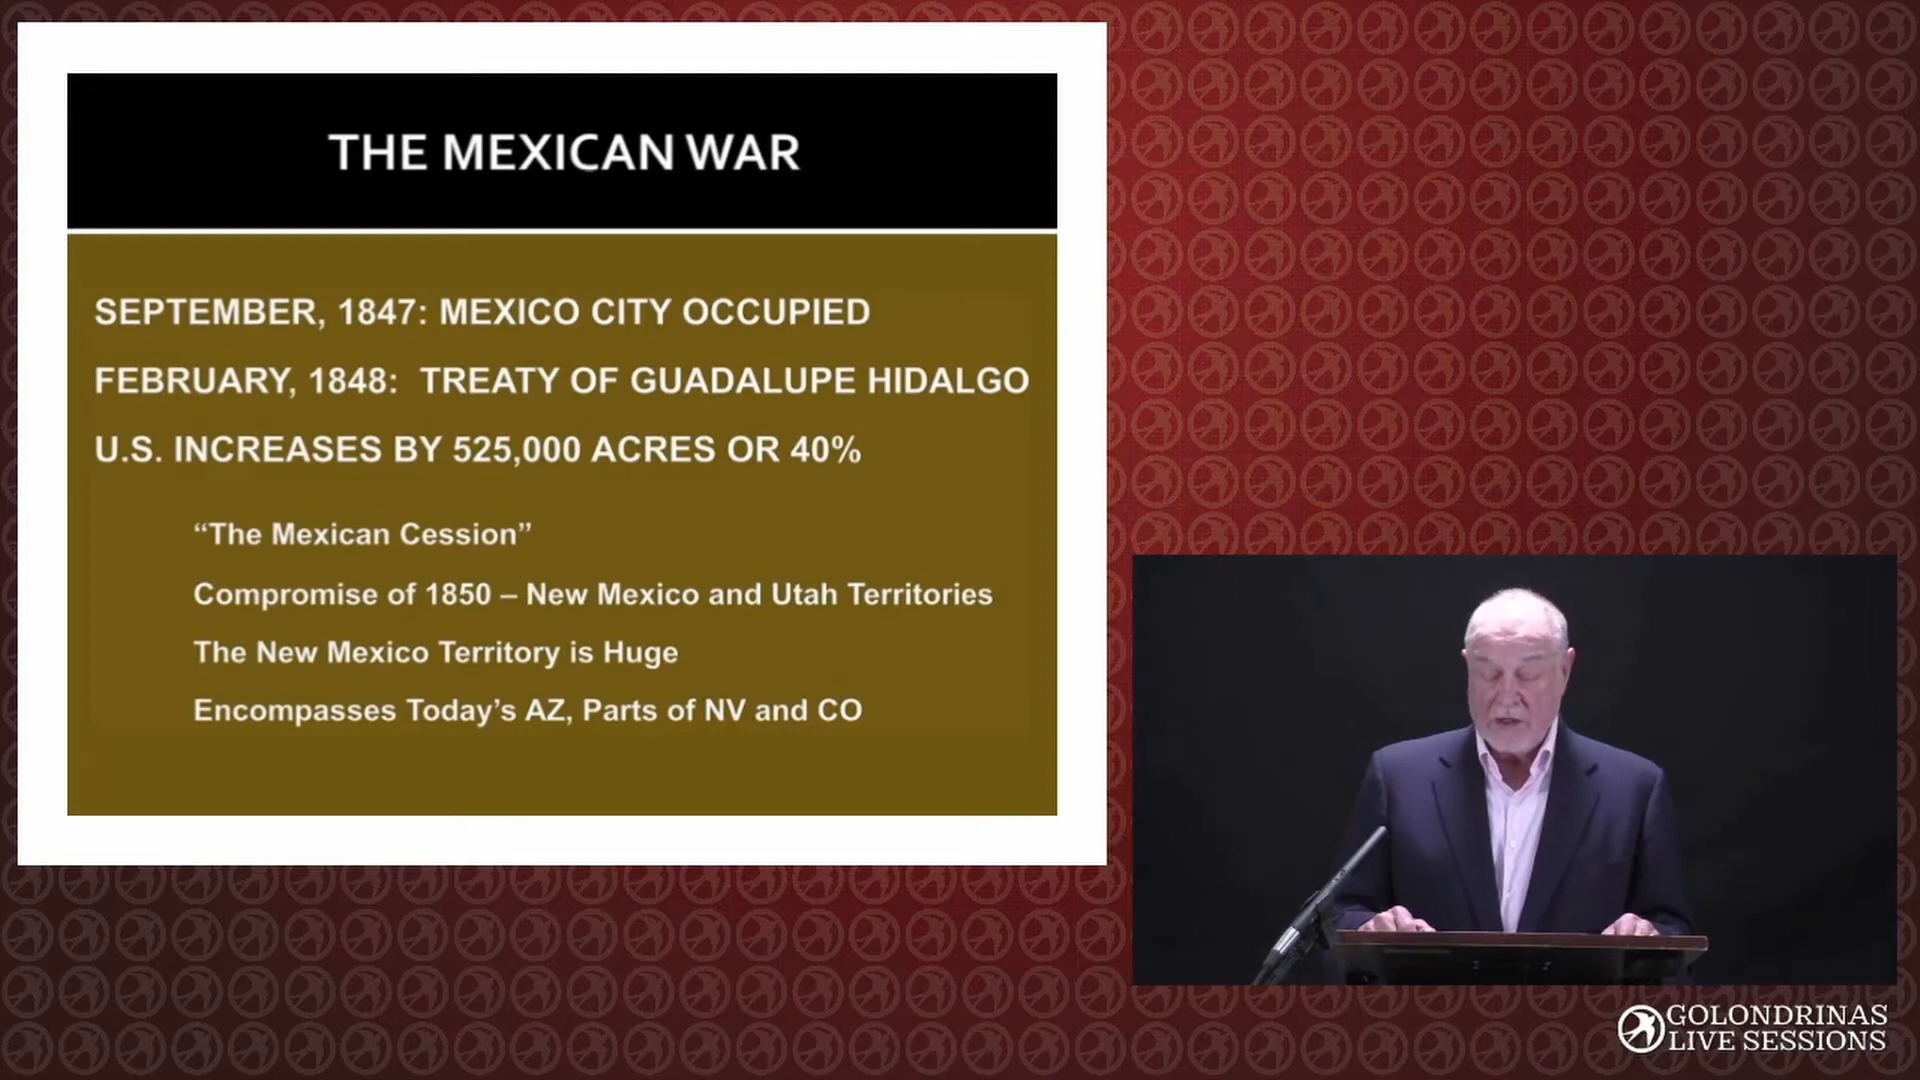 THE MEXICAN WAR
SEPTEMBER, 1847: MEXICO CITY OCCUPIED
FEBRUARY, 1848: TREATY OF GUADALUPE HIDALGO
U.S. INCREASES BY 525,000 ACRES OR 40%
“The Mexican Cession”
Compromise of 1850 – New Mexico and Utah Territories
The New Mexico Territory is Huge
Encompasses Today’s AZ, Parts of NV and CO
GOLONDRINAS
LIVE SESSIONS